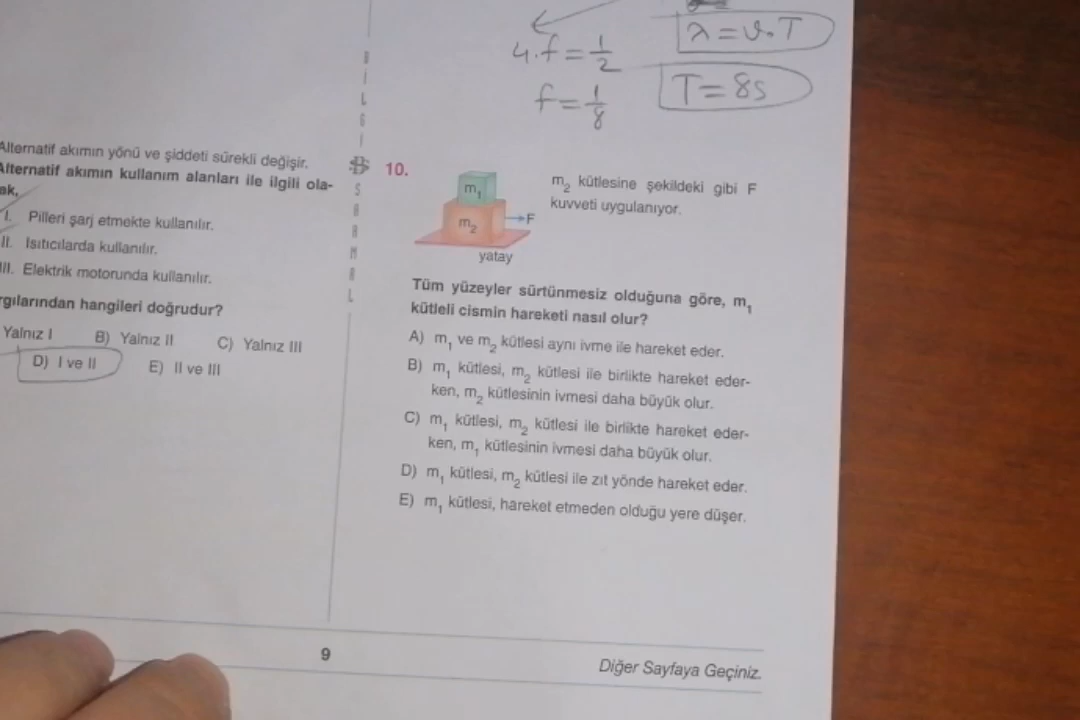 Alternatif akımın yönü ve şiddeti sürekli değişir.
Alternatif akımın kullanım alanları ile ilgili ola-
I. Pilleri şarj etmekte kullanılır.
II. Isıtıcılarda kullanılır.
III. Elektrik motorunda kullanılır.
hangileri doğrudur?
Yalnız I B) Yalnız II C) Yalnız III
D) I ve II E) II ve III
4.f = 1/2
f = 1/8
λ = υ.T
T = 8s
10.
m₁
m₂
F
yatay
m₂ kütlesine şekildeki gibi F
kuvveti uygulanıyor.
Tüm yüzeyler sürtünmesiz olduğuna göre, m₁
kütleli cismin hareketi nasıl olur?
A) m₁ ve m₂ kütlesi aynı ivme ile hareket eder.
B) m₁ kütlesi, m₂ kütlesi ile birlikte hareket eder-
ken, m₂ kütlesinin ivmesi daha büyük olur.
C) m₁ kütlesi, m₂ kütlesi ile birlikte hareket eder-
ken, m₁ kütlesinin ivmesi daha büyük olur.
D) m₁ kütlesi, m₂ kütlesi ile zıt yönde hareket eder.
E) m₁ kütlesi, hareket etmeden olduğu yere düşer.
9
Diğer Sayfaya Geçiniz.